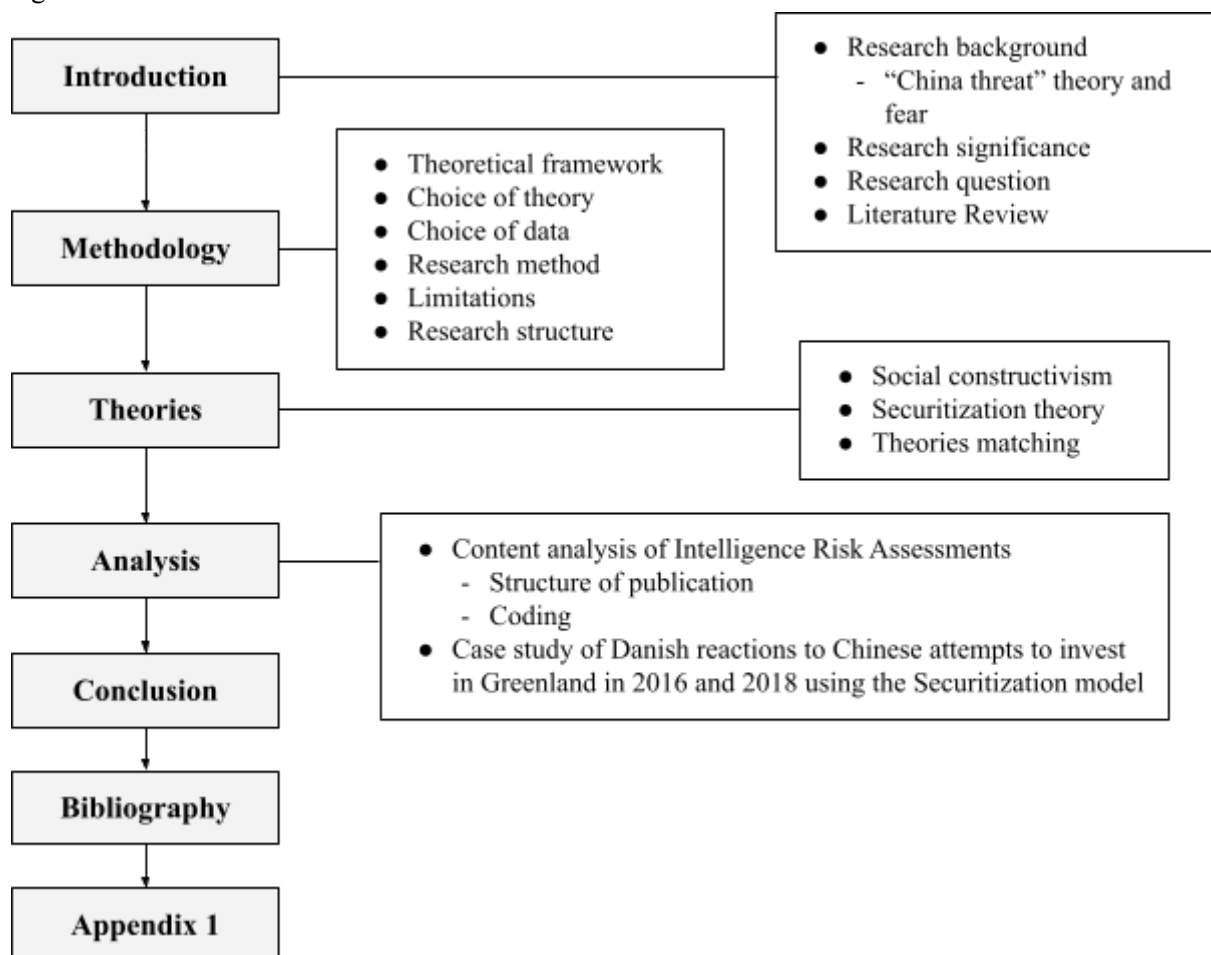 Introduction
● Research background
- “China threat” theory and
fear
● Research significance
● Research question
● Literature Review
Methodology
● Theoretical framework
● Choice of theory
● Choice of data
● Research method
● Limitations
● Research structure
Theories
● Social constructivism
● Securitization theory
● Theories matching
Analysis
● Content analysis of Intelligence Risk Assessments
- Structure of publication
- Coding
● Case study of Danish reactions to Chinese attempts to invest
in Greenland in 2016 and 2018 using the Securitization model
Conclusion
Bibliography
Appendix 1